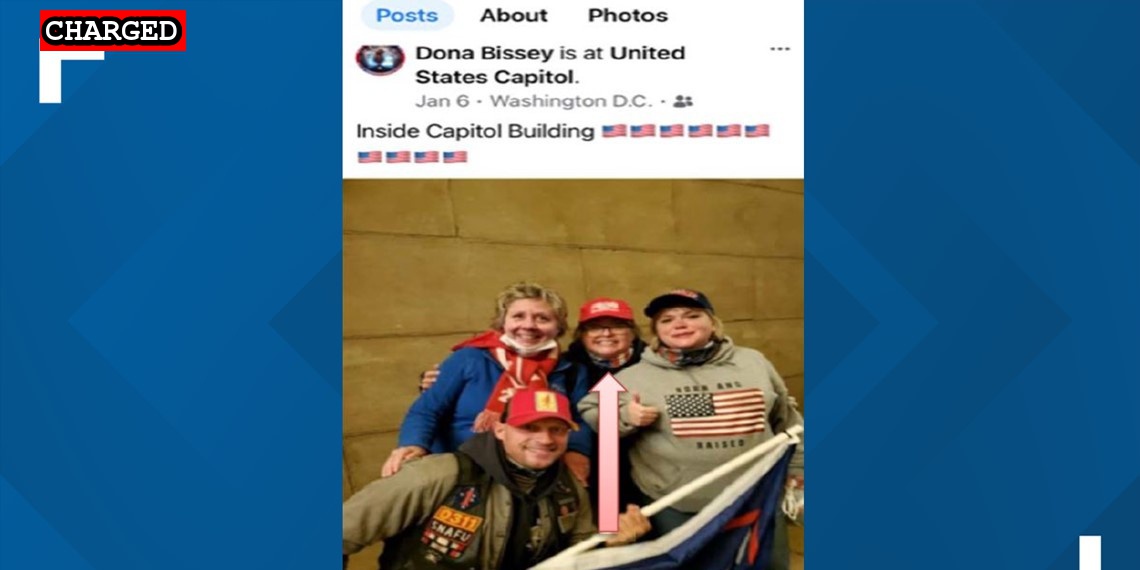 CHARGED
Posts About Photos
Dona Bissey is at United
States Capitol.
Jan 6 · Washington D.C. ·
Inside Capitol Building 🇺🇸🇺🇸🇺🇸🇺🇸🇺🇸🇺🇸
🇺🇸🇺🇸🇺🇸🇺🇸
BORN AND
RAISED
0311
SNAFU